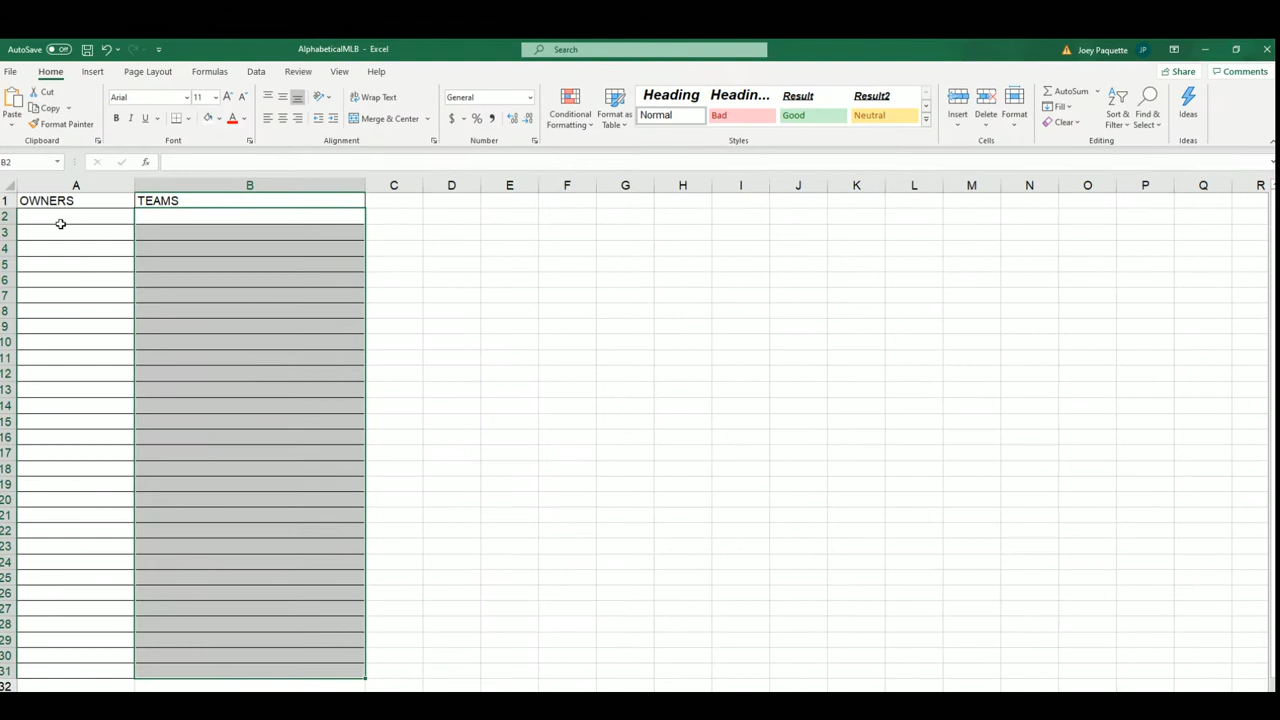 AutoSave Off AlphabeticalMLB - Excel Search Joey Paquette JP
File Home Insert Page Layout Formulas Data Review View Help Share Comments
Paste Cut Copy Format Painter Clipboard
Arial 11 B I U A Font
Wrap Text Merge & Center Alignment
General $ % , Number
Conditional Formatting Format as Table
Heading Headin... Result Result2
Normal Bad Good Neutral
Styles
Insert Delete Format Cells
AutoSum Fill Clear Sort & Filter Find & Select Editing
Ideas Ideas
B2 fx
A B C D E F G H I J K L M N O P Q R
1 OWNERS TEAMS
2
3
4
5
6
7
8
9
10
11
12
13
14
15
16
17
18
19
20
21
22
23
24
25
26
27
28
29
30
31
32